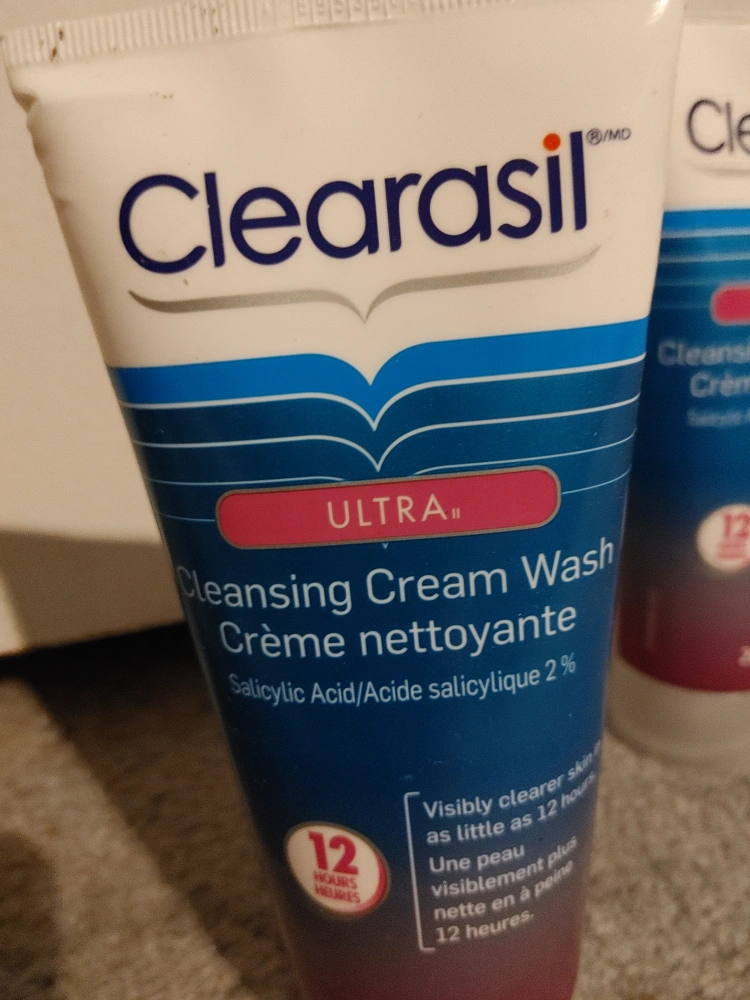 Clearasil®/MD
ULTRA II
Cleansing Cream Wash
Crème nettoyante
Salicylic Acid/Acide salicylique 2 %
12
HOURS
HEURES
Visibly clearer skin
as little as 12 hours.
Une peau
visiblement plus
nette en à peine
12 heures.
Cle
Cleansi
Crèm
12